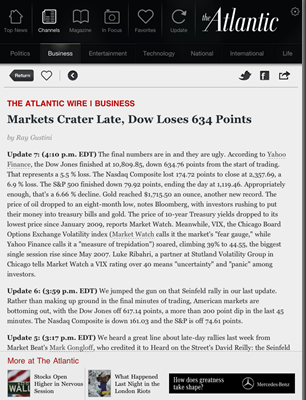 Top News
Channels
Magazine
In Focus
Favorites
Update
the Atlantic
Politics
Business
Entertainment
Technology
National
International
Life
Return
THE ATLANTIC WIRE | BUSINESS
Markets Crater Late, Dow Loses 634 Points
by Ray Gustini
Update 7: (4:10 p.m. EDT) The final numbers are in and they are ugly. According to Yahoo
Finance, the Dow Jones finished at 10,809.85, down 634.76 points from the start of trading.
That represents a 5.5 % loss. The Nasdaq Composite lost 174.72 points to close at 2,357.69, a
6.9 % loss. The S&P 500 finished down 79.92 points, ending the day at 1,119.46. Appropriately
enough, that's a 6.66 % decline. Gold reached $1,715.50 an ounce, another new record. The
price of oil dropped to an eight-month low, notes Bloomberg, with investors rushing to put
their money into treasury bills and gold. The price of 10-year Treasury yields dropped to its
lowest price since January 2009, reports Market Watch. Meanwhile, VIX, the Chicago Board
Options Exchange Volatility index (Market Watch calls it the market's "fear gauge," while
Yahoo Finance calls it a "measure of trepidation") soared, climbing 39% to 44.55, the biggest
single session rise since May 2007. Luke Ribahri, a partner at Stutland Volatility Group in
Chicago tells Market Watch a VIX rating over 40 means "uncertainty" and "panic" among
investors.
Update 6: (3:59 p.m. EDT) We jumped the gun on that Seinfeld rally in our last update.
Rather than making up ground in the final minutes of trading, American markets are
bottoming out, with the Down off 617.14 points, a more than 200 point dip in the last 45
minutes. The Nasdaq Composite is down 161.03 and the S&P is off 74.61 points.
Update 5: (3:17 p.m. EDT) We heard a great line about late-day rallies last week from
Market Beat's Mark Gongloff, who credited it to Heard on the Street's David Reilly: the Seinfeld
More at The Atlantic
WALL
Stocks Open
Higher in Nervous
Session
What Happened
Last Night in the
London Riots
How does greatness
take shape?
Mercedes-Benz